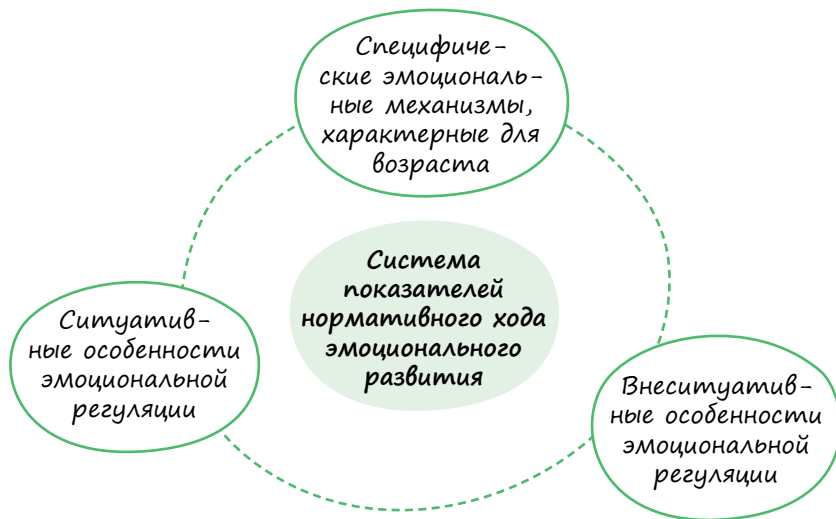 Специфиче-
ские эмоциональ-
ные механизмы,
характерные для
возраста
Система
показателей
нормативного хода
эмоционального
развития
Ситуатив-
ные особенности
эмоциональной
регуляции
Внеситуатив-
ные особенности
эмоциональной
регуляции